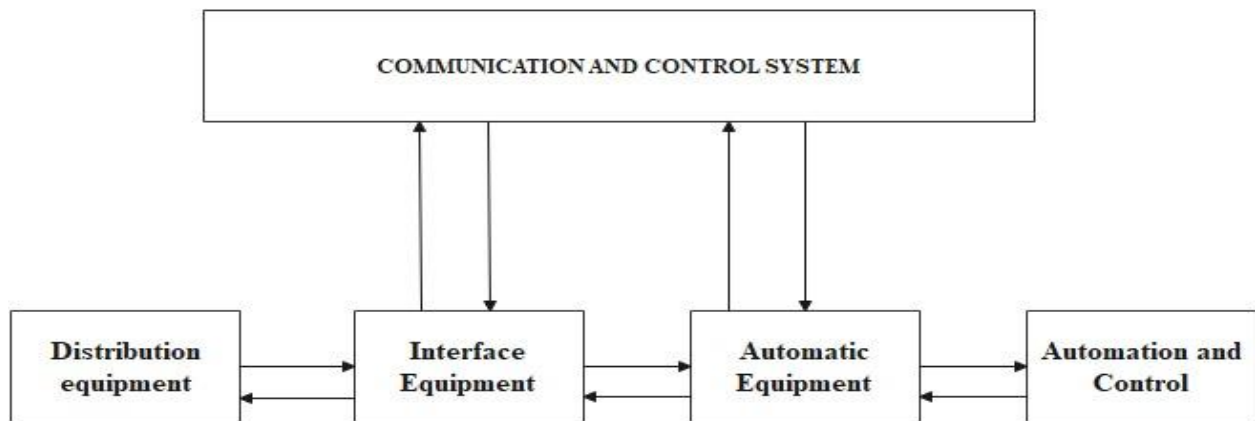 COMMUNICATION AND CONTROL SYSTEM
Distribution
equipment
Interface
Equipment
Automatic
Equipment
Automation and
Control